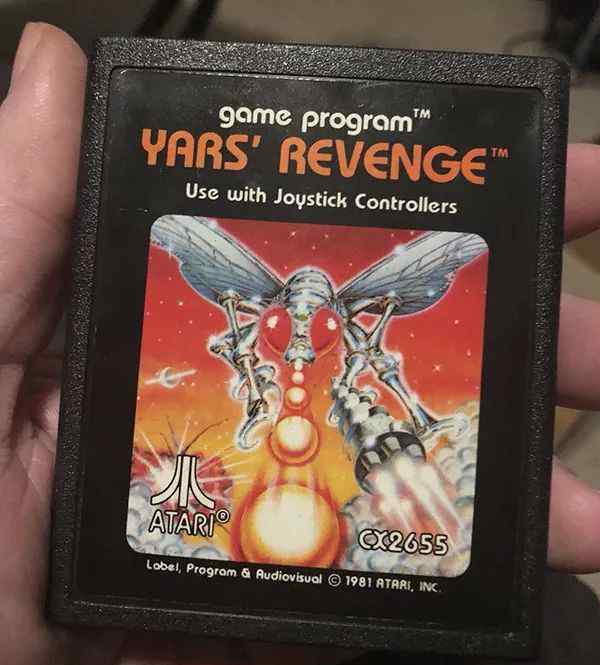 game program™
YARS' REVENGE™
Use with Joystick Controllers
ATARI®
CX2655
Label, Program & Audiovisual © 1981 ATARI, INC.